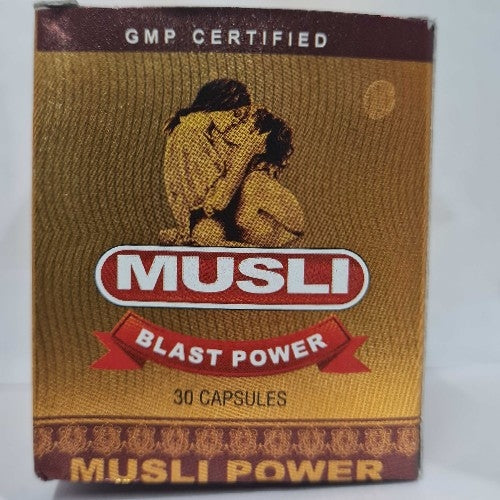 GMP CERTIFIED
MUSLI
BLAST POWER
30 CAPSULES
MUSLI POWER